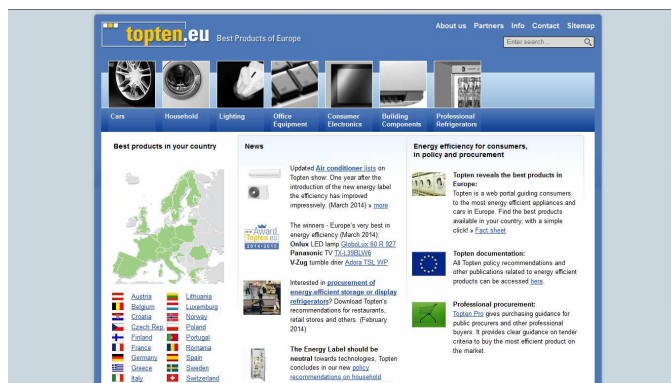 About us Partners Info Contact Sitemap
topten.eu Best Products of Europe
Enter search ...
Cars
Household
Lighting
Office
Equipment
Consumer
Electronics
Building
Components
Professional
Refrigerators
Best products in your country
Austria
Belgium
Croatia
Czech Rep.
Finland
France
Germany
Greece
Italy
Lithuania
Luxemburg
Norway
Poland
Portugal
Romania
Spain
Sweden
Switzerland
News
Updated Air conditioner lists on
Topten show: One year after the
introduction of the new energy label
the efficiency has improved
impressively. (March 2014) » more
Award
Topten.eu
2014•2015
The winners - Europe's very best in
energy efficiency (March 2014):
Onlux LED lamp GloboLux 60 R 927
Panasonic TV TX-L39BLW6
V-Zug tumble drier Adora TSL WP
Interested in procurement of
energy.efficient storage or display
refrigerators? Download Topten's
recommendations for restaurants,
retail stores and others. (February
2014)
The Energy Label should be
neutral towards technologies, Topten
concludes in our new policy
recommendations on household
Energy efficiency for consumers,
in policy and procurement
Topten reveals the best products in
Europe:
Topten is a web portal guiding consumers
to the most energy efficient appliances and
cars in Europe. Find the best products
available in your country, with a simple
click! » Fact sheet
Topten documentation:
All Topten policy recommendations and
other publications related to energy efficient
products can be accessed here.
Professional procurement:
Topten Pro gives purchasing guidance for
public procurers and other professional
buyers. It provides clear guidance on tender
criteria to buy the most efficient product on
the market.